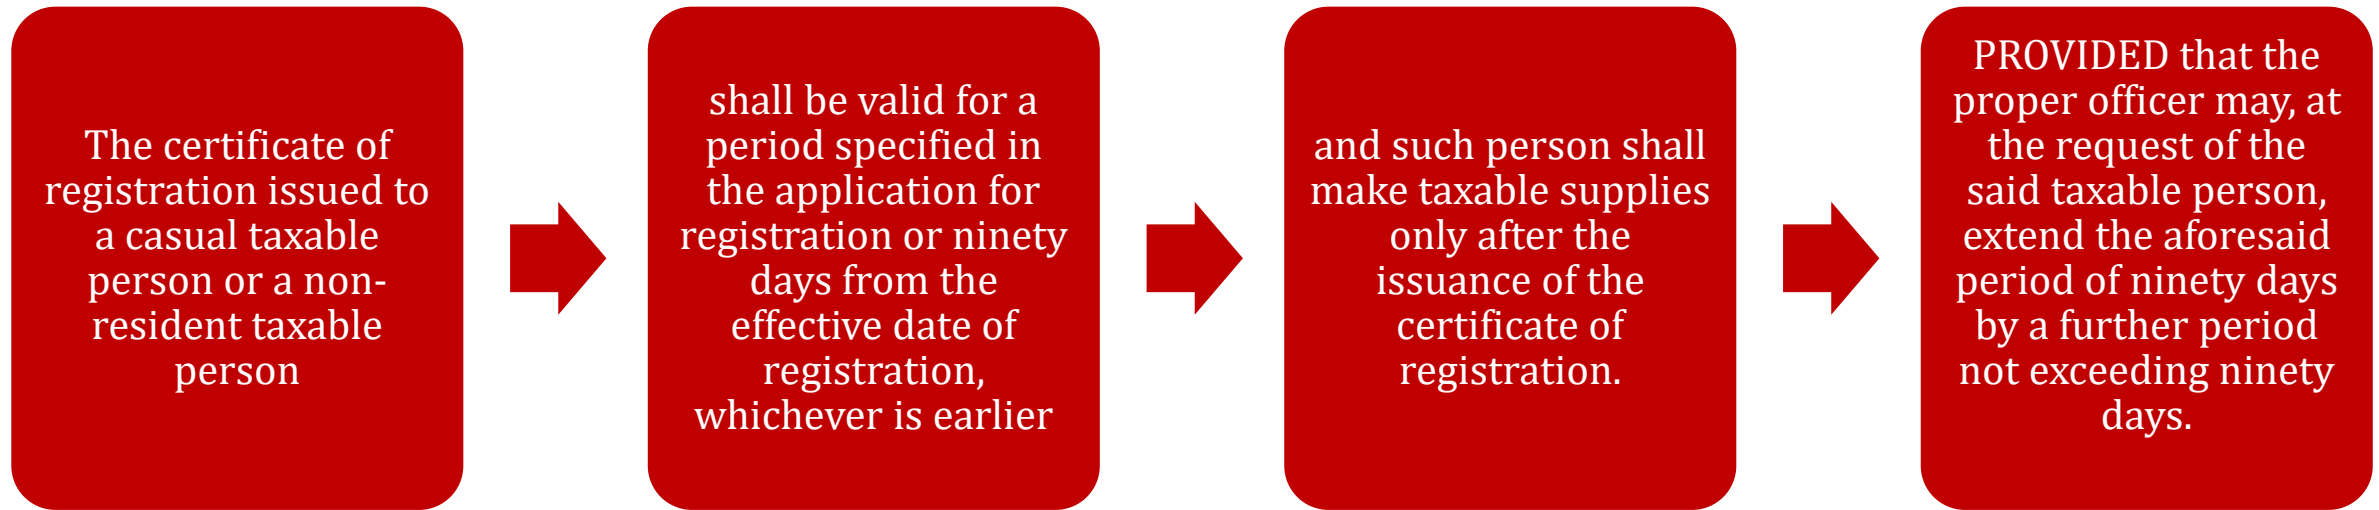 The certificate of
registration issued to
a casual taxable
person or a non-
resident taxable
person
shall be valid for a
period specified in
the application for
registration or ninety
days from the
effective date of
registration,
whichever is earlier
and such person shall
make taxable supplies
only after the
issuance of the
certificate of
registration.
PROVIDED that the
proper officer may, at
the request of the
said taxable person,
extend the aforesaid
period of ninety days
by a further period
not exceeding ninety
days.